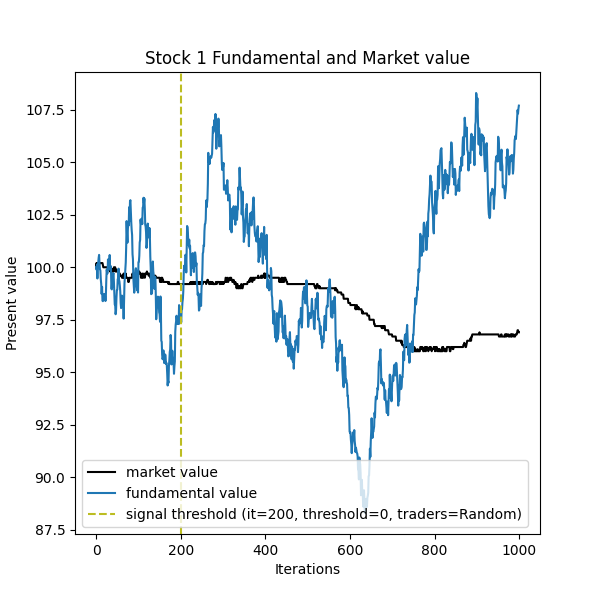 Stock 1 Fundamental and Market value
Present value
107.5
105.0
102.5
100.0
97.5
95.0
92.5
90.0
87.5
market value
fundamental value
signal threshold (it=200, threshold=0, traders=Random)
0 200 400 600 800 1000
Iterations